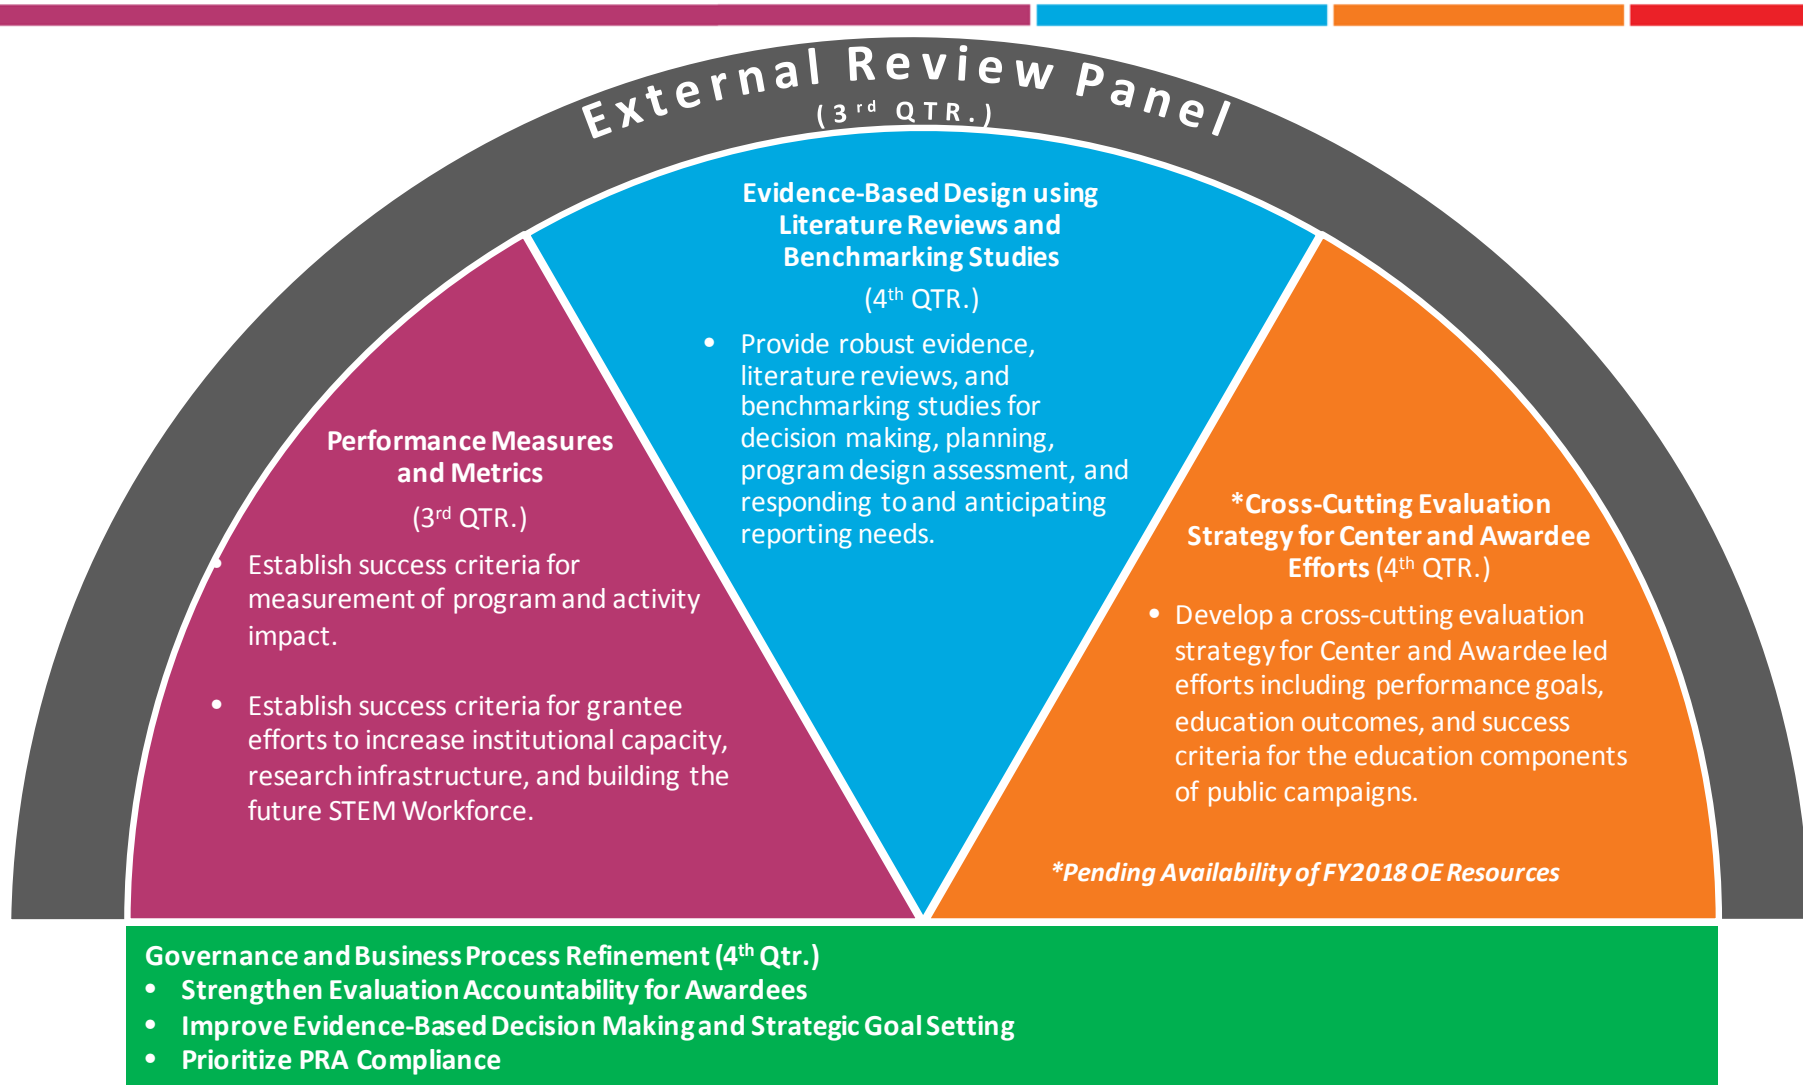 External Review Panel
(3rd QTR.)
Evidence-Based Design using
Literature Reviews and
Benchmarking Studies
(4th QTR.)
• Provide robust evidence,
literature reviews, and
benchmarking studies for
decision making, planning,
program design assessment, and
responding to and anticipating
reporting needs.
Performance Measures
and Metrics
(3rd QTR.)
• Establish success criteria for
measurement of program and activity
impact.
• Establish success criteria for grantee
efforts to increase institutional capacity,
research infrastructure, and building the
future STEM Workforce.
*Cross-Cutting Evaluation
Strategy for Center and Awardee
Efforts (4th QTR.)
• Develop a cross-cutting evaluation
strategy for Center and Awardee led
efforts including performance goals,
education outcomes, and success
criteria for the education components
of public campaigns.
*Pending Availability of FY2018 OE Resources
Governance and Business Process Refinement (4th Qtr.)
• Strengthen Evaluation Accountability for Awardees
• Improve Evidence-Based Decision Making and Strategic Goal Setting
• Prioritize PRA Compliance